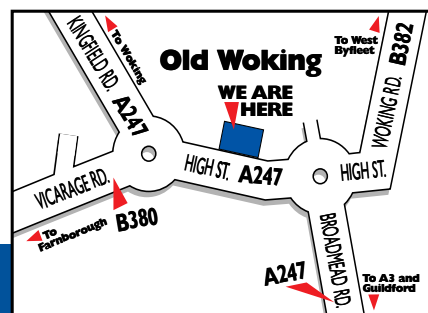 To Woking
KINGFIELD RD.
A247
Old Woking
WE ARE
HERE
To West
Byfleet
B382
WOKING RD.
HIGH ST.
A247
HIGH ST.
VICARAGE RD.
B380
To
Farnborough
BROADMEAD RD.
A247
To A3 and
Guildford